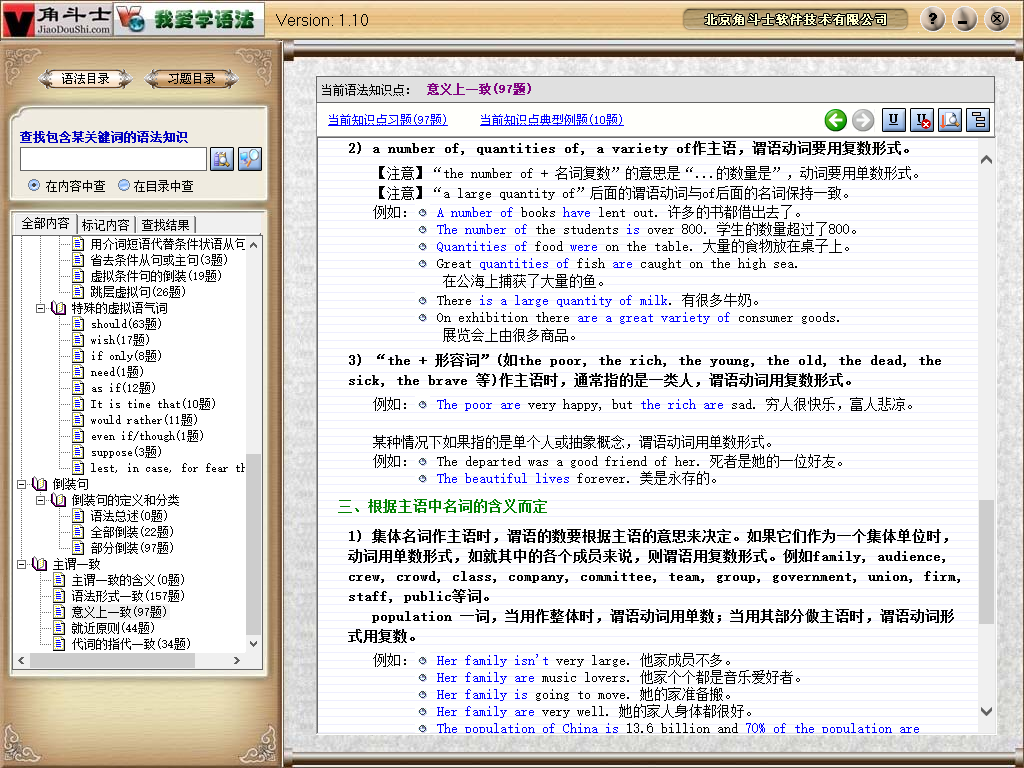 角斗士
JiaoDouShi.com
我爱学语法
Version: 1.10
北京角斗士软件技术有限公司
语法目录
习题目录
查找包含某关键词的语法知识
在内容中查
在目录中查
全部内容
标记内容
查找结果
用介词短语代替条件状语从句
省去条件从句或主句(3题)
虚拟条件句的倒装(19题)
跳层虚拟句(26题)
特殊的虚拟语气词
should(63题)
wish(17题)
if only(8题)
need(1题)
as if(12题)
It is time that(10题)
would rather(11题)
even if/though(1题)
suppose(3题)
lest, in case, for fear th
倒装句
倒装句的定义和分类
语法总述(0题)
全部倒装(22题)
部分倒装(97题)
主谓一致
主谓一致的含义(0题)
语法形式一致(157题)
意义上一致(97题)
就近原则(44题)
代词的指代一致(34题)
当前语法知识点： 意义上一致(97题)
当前知识点习题(97题) 当前知识点典型例题(10题)
2) a number of, quantities of, a variety of作主语，谓语动词要用复数形式。
【注意】“the number of + 名词复数”的意思是“...的数量是”，动词要用单数形式。
【注意】“a large quantity of”后面的谓语动词与of后面的名词保持一致。
例如： A number of books have lent out. 许多的书都借出去了。
The number of the students is over 800. 学生的数量超过了800。
Quantities of food were on the table. 大量的食物放在桌子上。
Great quantities of fish are caught on the high sea.
在公海上捕获了大量的鱼。
There is a large quantity of milk. 有很多牛奶。
On exhibition there are a great variety of consumer goods.
展览会上由很多商品。
3) “the + 形容词”(如the poor, the rich, the young, the old, the dead, the
sick, the brave 等)作主语时，通常指的是一类人，谓语动词用复数形式。
例如： The poor are very happy, but the rich are sad. 穷人很快乐，富人悲凉。
某种情况下如果指的是单个人或抽象概念，谓语动词用单数形式。
例如： The departed was a good friend of her. 死者是她的一位好友。
The beautiful lives forever. 美是永存的。
三、根据主语中名词的含义而定
1) 集体名词作主语时，谓语的数要根据主语的意思来决定。如果它们作为一个集体单位时，
动词用单数形式，如就其中的各个成员来说，则谓语用复数形式。例如family, audience,
crew, crowd, class, company, committee, team, group, government, union, firm,
staff, public等词。
population 一词，当用作整体时，谓语动词用单数；当用其部分做主语时，谓语动词形
式用复数。
例如： Her family isn't very large. 他家成员不多。
Her family are music lovers. 他家个个都是音乐爱好者。
Her family is going to move. 她的家准备搬。
Her family are very well. 她的家人身体都很好。
The population of China is 13.6 billion and 70% of the population are